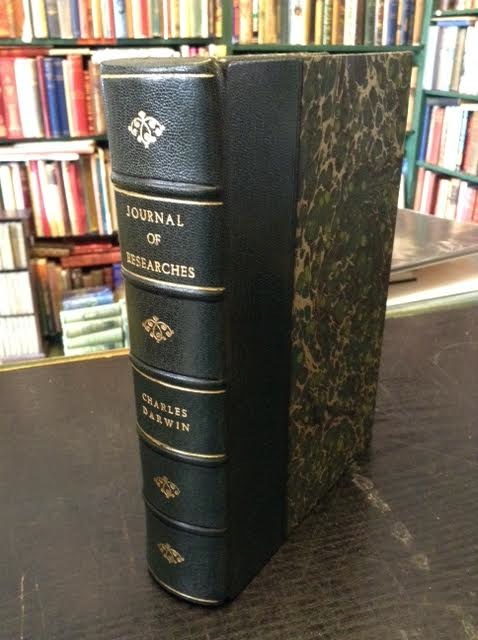 JOURNAL
OF
RESEARCHES
CHARLES
DARWIN